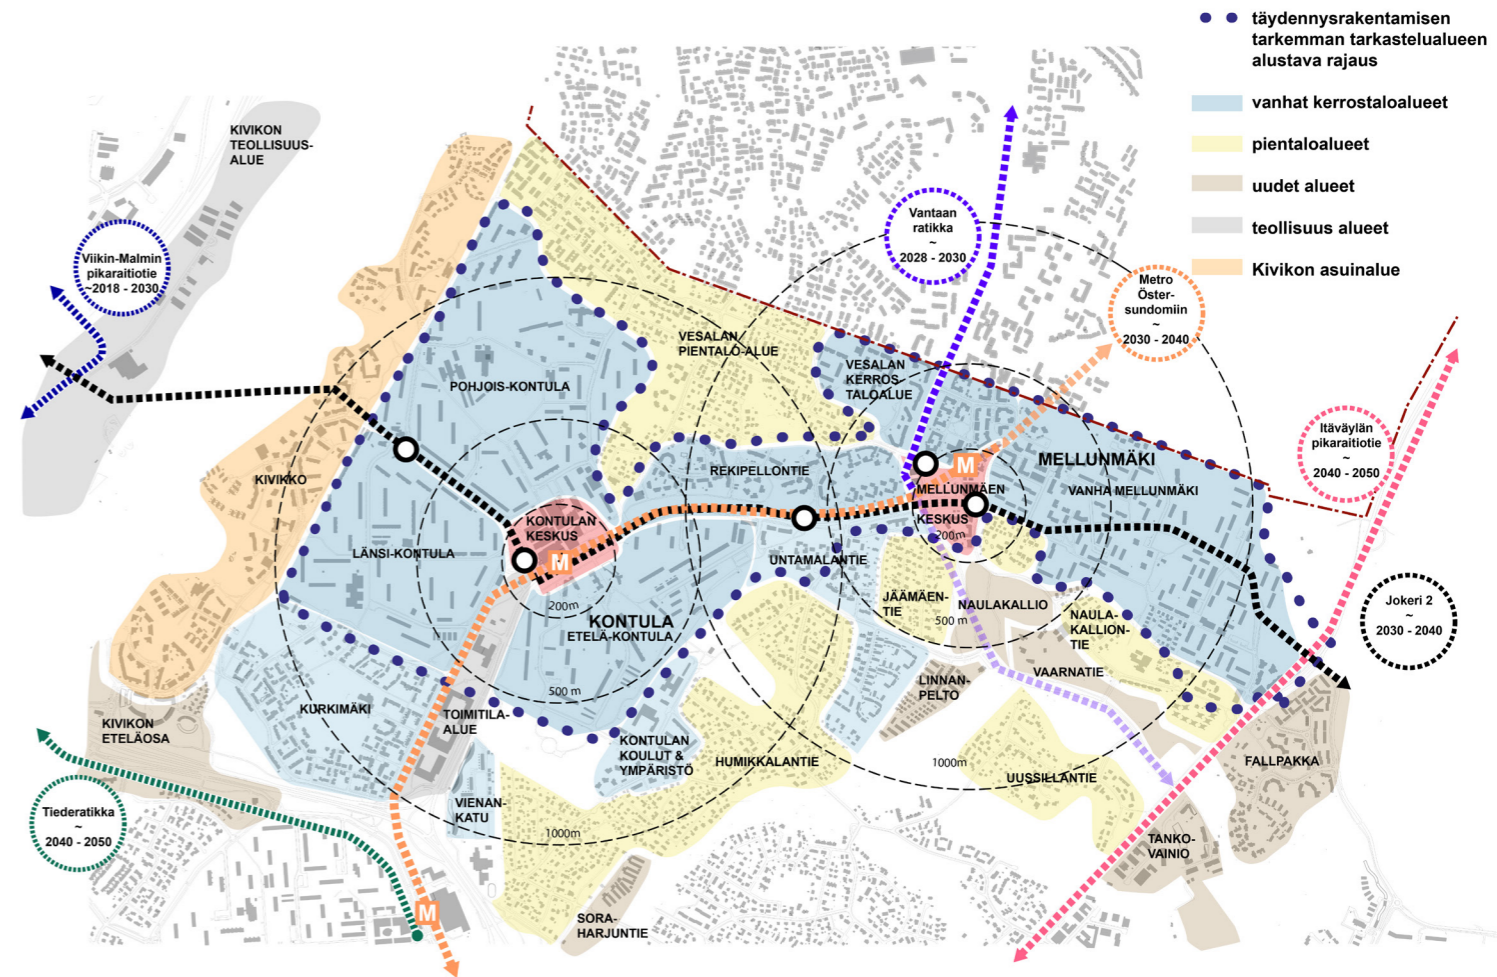 täydennysrakentamisen
tarkemman tarkastelualueen
alustava rajaus
vanhat kerrostaloalueet
pientaloalueet
uudet alueet
teollisuus alueet
Kivikon asuinalue
KIVIKON
TEOLLISUUS-
ALUE
Viikin-Malmin
pikaraitiotie
~2018 - 2030
Vantaan
ratikka
~
2028 - 2030
Metro
Öster-
sundomiin
~
2030 - 2040
Itäväylän
pikaraitiotie
~
2040 - 2050
Jokeri 2
~
2030 - 2040
Tiederatikka
~
2040 - 2050
VESALAN
PIENTALO-ALUE
VESALAN
KERROS
TALOALUE
POHJOIS-KONTULA
KIVIKKO
REKIPELLONTIE
MELLUNMÄKI
VANHA MELLUNMÄKI
M
MELLUNMÄEN
KESKUS
200m
KONTULAN
KESKUS
M
LÄNSI-KONTULA
UNTAMALANTIE
200m
JÄÄMÄEN-
TIE
NAULAKALLIO
500 m
NAULA-
KALLION-
TIE
KONTULA
ETELÄ-KONTULA
VAARNATIE
LINNAN-
PELTO
500 m
KURKIMÄKI
TOIMITILA-
ALUE
KIVIKON
ETELÄOSA
KONTULAN
KOULUT &
YMPÄRISTÖ
HUMIKKALANTIE
1000m
UUSSILLANTIE
FALLPAKKA
VIENAN-
KATU
1000m
TANKO-
VAINIO
M
SORA-
HARJUNTIE